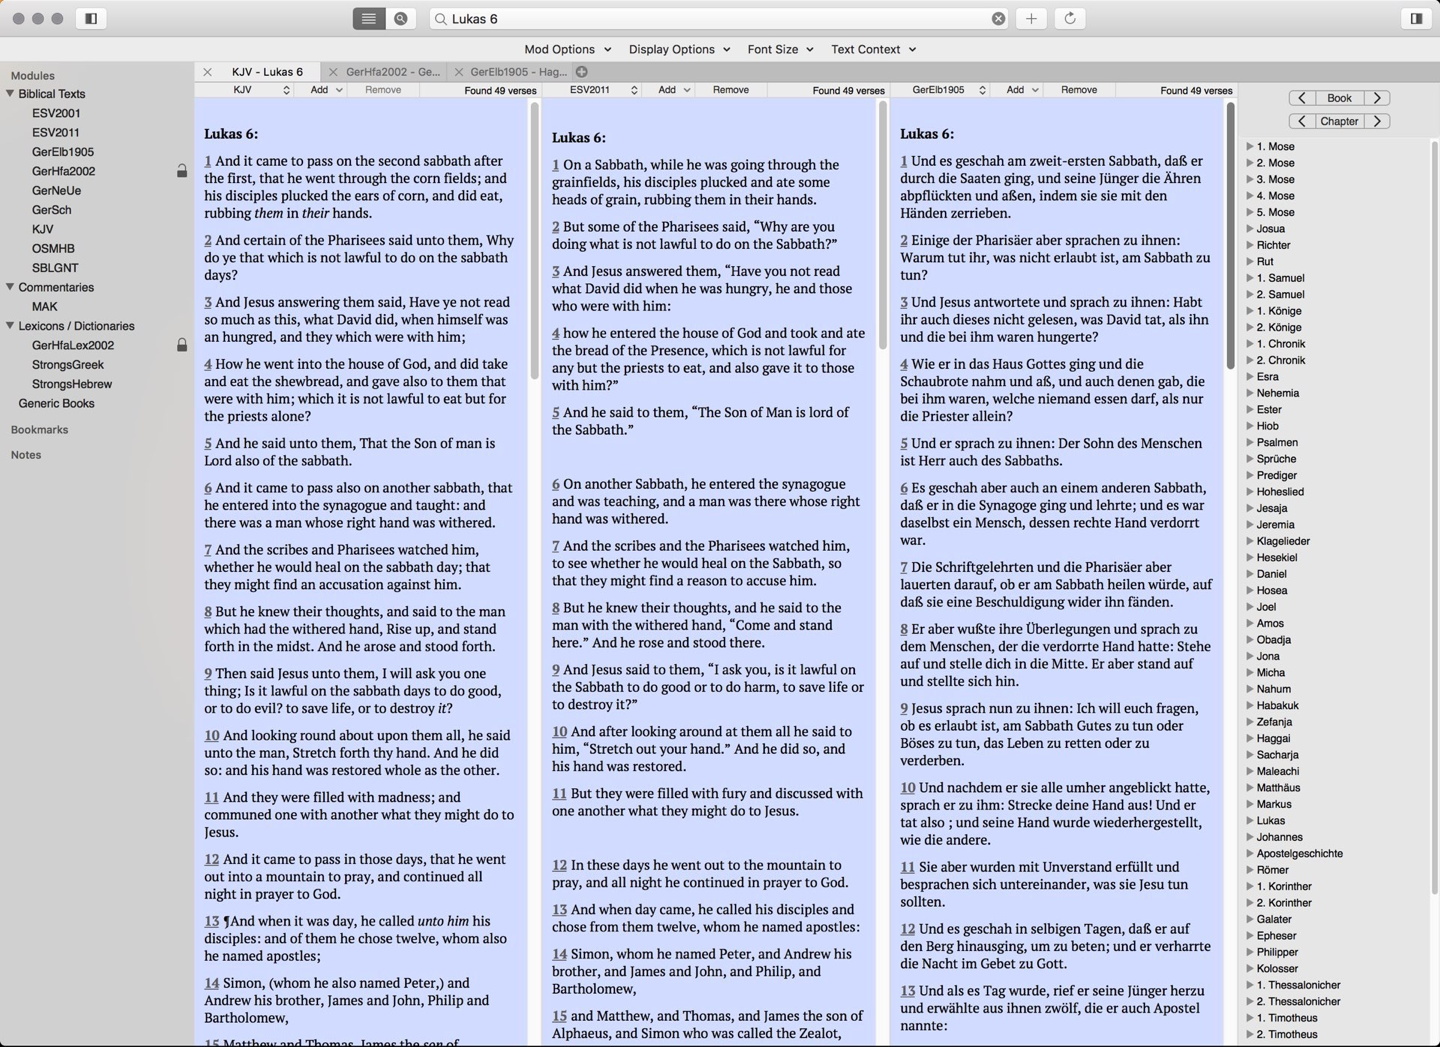 Lukas 6
Mod Options
Display Options
Font Size
Text Context
KJV - Lukas 6
GerHfa2002 - Ge...
GerElb1905 - Hag...
Modules
Biblical Texts
ESV2001
ESV2011
GerElb1905
GerHfa2002
GerNeUe
GerSch
KJV
OSMHB
SBLGNT
Commentaries
MAK
Lexicons / Dictionaries
GerHfaLex2002
StrongsGreek
StrongsHebrew
Generic Books
Bookmarks
Notes
KJV
Add
Remove
Found 49 verses
Lukas 6:
1 And it came to pass on the second sabbath after
the first, that he went through the corn fields; and
his disciples plucked the ears of corn, and did eat,
rubbing them in their hands.
2 And certain of the Pharisees said unto them, Why
do ye that which is not lawful to do on the sabbath
days?
3 And Jesus answering them said, Have ye not read
so much as this, what David did, when himself was
an hungred, and they which were with him;
4 How he went into the house of God, and did take
and eat the shewbread, and gave also to them that
were with him; which it is not lawful to eat but for
the priests alone?
5 And he said unto them, That the Son of man is
Lord also of the sabbath.
6 And it came to pass also on another sabbath, that
he entered into the synagogue and taught: and
there was a man whose right hand was withered.
7 And the scribes and Pharisees watched him,
whether he would heal on the sabbath day; that
they might find an accusation against him.
8 But he knew their thoughts, and said to the man
which had the withered hand, Rise up, and stand
forth in the midst. And he arose and stood forth.
9 Then said Jesus unto them, I will ask you one
thing; Is it lawful on the sabbath days to do good,
or to do evil? to save life, or to destroy it?
10 And looking round about upon them all, he said
unto the man, Stretch forth thy hand. And he did
so: and his hand was restored whole as the other.
11 And they were filled with madness; and
communed one with another what they might do to
Jesus.
12 And it came to pass in those days, that he went
out into a mountain to pray, and continued all
night in prayer to God.
13 ¶And when it was day, he called unto him his
disciples: and of them he chose twelve, whom also
he named apostles;
14 Simon, (whom he also named Peter,) and
Andrew his brother, James and John, Philip and
Bartholomew,
15 Matthew and Thomas, James the son of
ESV2011
Add
Remove
Found 49 verses
Lukas 6:
1 On a Sabbath, while he was going through the
grainfields, his disciples plucked and ate some
heads of grain, rubbing them in their hands.
2 But some of the Pharisees said, “Why are you
doing what is not lawful to do on the Sabbath?”
3 And Jesus answered them, “Have you not read
what David did when he was hungry, he and those
who were with him:
4 how he entered the house of God and took and ate
the bread of the Presence, which is not lawful for
any but the priests to eat, and also gave it to those
with him?”
5 And he said to them, “The Son of Man is lord of
the Sabbath.”
6 On another Sabbath, he entered the synagogue
and was teaching, and a man was there whose right
hand was withered.
7 And the scribes and the Pharisees watched him,
to see whether he would heal on the Sabbath, so
that they might find a reason to accuse him.
8 But he knew their thoughts, and he said to the
man with the withered hand, “Come and stand
here.” And he rose and stood there.
9 And Jesus said to them, “I ask you, is it lawful on
the Sabbath to do good or to do harm, to save life or
to destroy it?”
10 And after looking around at them all he said to
him, “Stretch out your hand.” And he did so, and
his hand was restored.
11 But they were filled with fury and discussed with
one another what they might do to Jesus.
12 In these days he went out to the mountain to
pray, and all night he continued in prayer to God.
13 And when day came, he called his disciples and
chose from them twelve, whom he named apostles:
14 Simon, whom he named Peter, and Andrew his
brother, and James and John, and Philip, and
Bartholomew,
15 and Matthew, and Thomas, and James the son of
Alphaeus, and Simon who was called the Zealot,
GerElb1905
Add
Remove
Found 49 verses
Lukas 6:
1 Und es geschah am zweit-ersten Sabbath, daß er
durch die Saaten ging, und seine Jünger die Ähren
abpflückten und aßen, indem sie sie mit den
Händen zerrieben.
2 Einige der Pharisäer aber sprachen zu ihnen:
Warum tut ihr, was nicht erlaubt ist, am Sabbath zu
tun?
3 Und Jesus antwortete und sprach zu ihnen: Habt
ihr auch dieses nicht gelesen, was David tat, als ihn
und die bei ihm waren hungerte?
4 Wie er in das Haus Gottes ging und die
Schaubrote nahm und aß, und auch denen gab, die
bei ihm waren, welche niemand essen darf, als nur
die Priester allein?
5 Und er sprach zu ihnen: Der Sohn des Menschen
ist Herr auch des Sabbaths.
6 Es geschah aber auch an einem anderen Sabbath,
daß er in die Synagoge ging und lehrte; und es war
daselbst ein Mensch, dessen rechte Hand verdorrt
war.
7 Die Schriftgelehrten und die Pharisäer aber
lauerten darauf, ob er am Sabbath heilen würde, auf
daß sie eine Beschuldigung wider ihn fänden.
8 Er aber wußte ihre Überlegungen und sprach zu
dem Menschen, der die verdorrte Hand hatte: Stehe
auf und stelle dich in die Mitte. Er aber stand auf
und stellte sich hin.
9 Jesus sprach nun zu ihnen: Ich will euch fragen,
ob es erlaubt ist, am Sabbath Gutes zu tun oder
Böses zu tun, das Leben zu retten oder zu
verderben.
10 Und nachdem er sie alle umher angeblickt hatte,
sprach er zu ihm: Strecke deine Hand aus! Und er
tat also ; und seine Hand wurde wiederhergestellt,
wie die andere.
11 Sie aber wurden mit Unverstand erfüllt und
besprachen sich untereinander, was sie Jesu tun
sollten.
12 Und es geschah in selbigen Tagen, daß er auf
den Berg hinausging, um zu beten; und er verharrte
die Nacht im Gebet zu Gott.
13 Und als es Tag wurde, rief er seine Jünger herzu
und erwählte aus ihnen zwölf, die er auch Apostel
nannte:
Book
Chapter
1. Mose
2. Mose
3. Mose
4. Mose
5. Mose
Josua
Richter
Rut
1. Samuel
2. Samuel
1. Könige
2. Könige
1. Chronik
2. Chronik
Esra
Nehemia
Ester
Hiob
Psalmen
Sprüche
Prediger
Hoheslied
Jesaja
Jeremia
Klagelieder
Hesekiel
Daniel
Hosea
Joel
Amos
Obadja
Jona
Micha
Nahum
Habakuk
Zefanja
Haggai
Sacharja
Maleachi
Matthäus
Markus
Lukas
Johannes
Apostelgeschichte
Römer
1. Korinther
2. Korinther
Galater
Epheser
Philipper
Kolosser
1. Thessalonicher
2. Thessalonicher
1. Timotheus
2. Timotheus